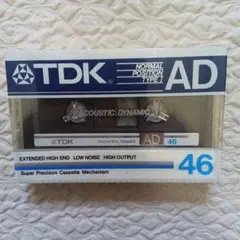 TDK
NORMAL
POSITION
TYPE I
AD
ACOUSTIC DYNAMIC
TDK
AD
46
EXTENDED HIGH END LOW NOISE HIGH OUTPUT
Super Precision Cassette Mechanism
46